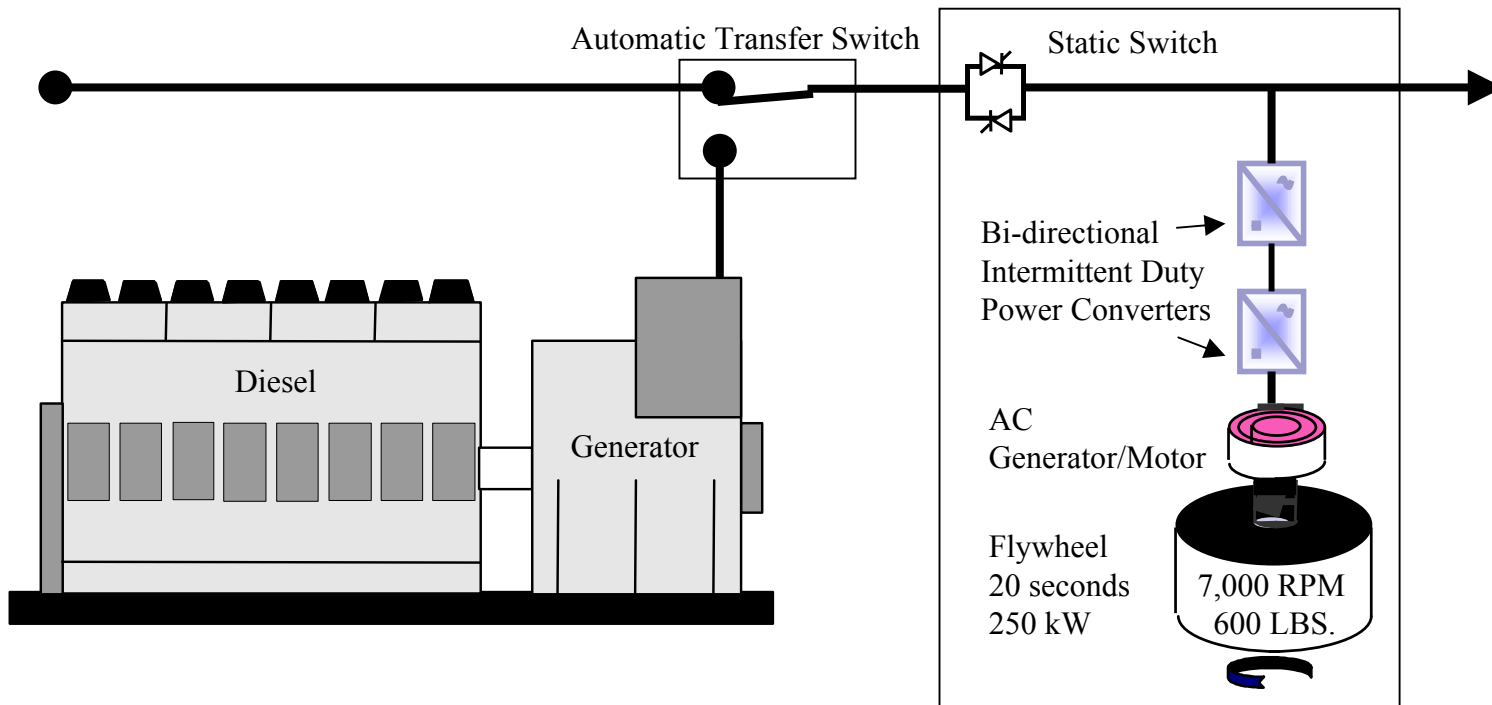 Automatic Transfer Switch
Static Switch
Bi-directional
Intermittent Duty
Power Converters
Diesel
Generator
AC
Generator/Motor
Flywheel
20 seconds
250 kW
7,000 RPM
600 LBS.